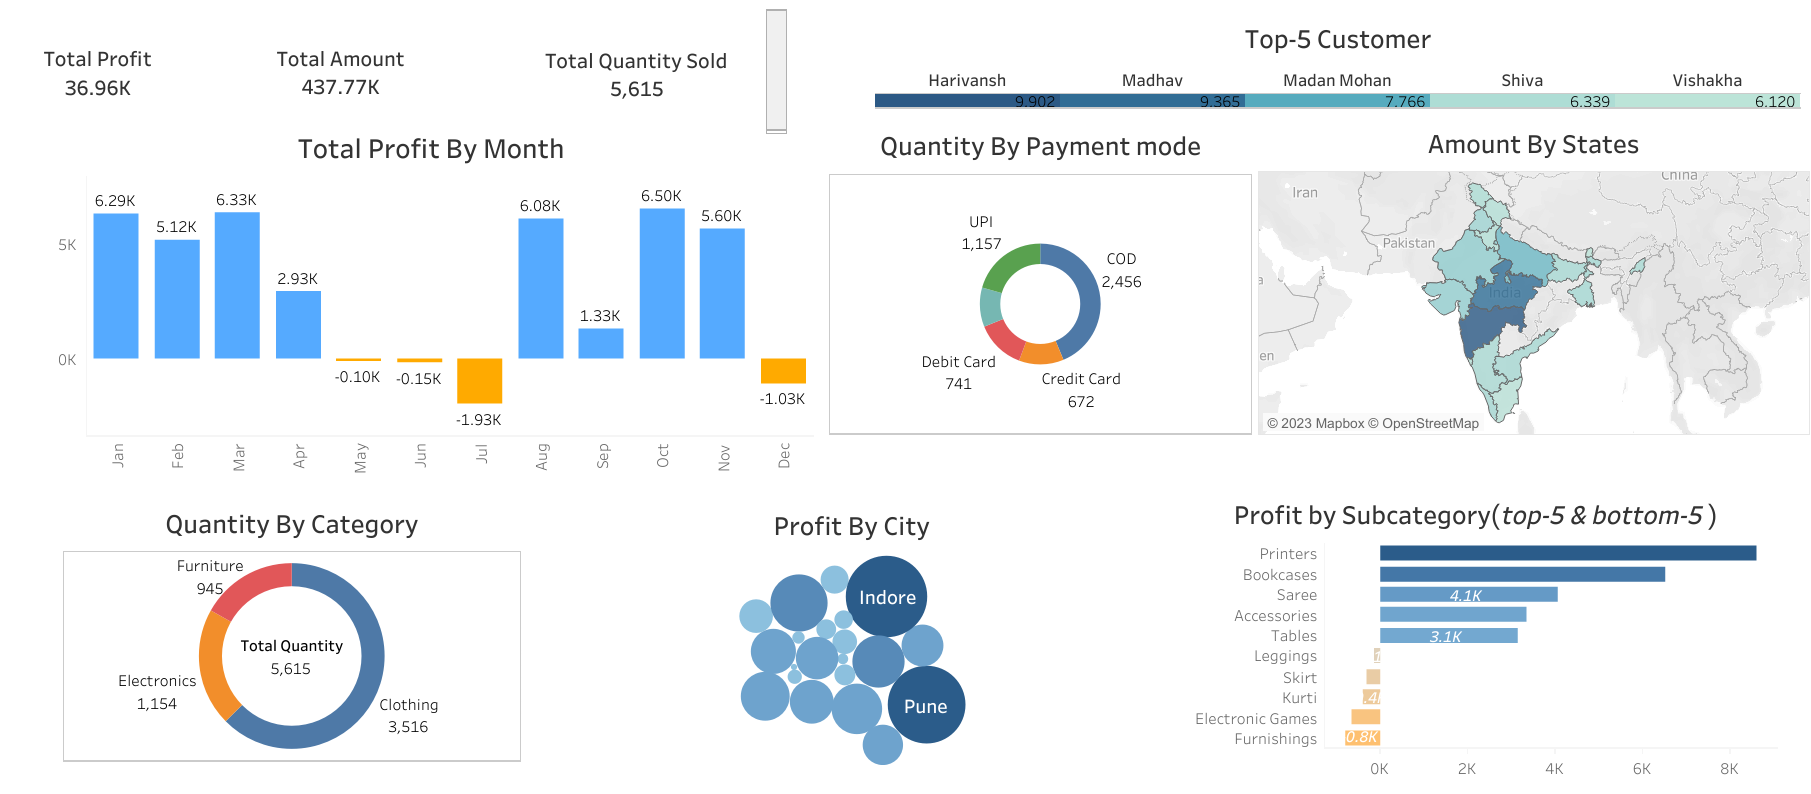 Total Profit
36.96K
Total Amount
437.77K
Total Quantity Sold
5,615
Top-5 Customer
Harivansh
Madhav
Madan Mohan
Shiva
Vishakha
9.902
9.365
7.766
6.339
6.120
Total Profit By Month
6.29K
5.12K
6.33K
2.93K
-0.10K
-0.15K
-1.93K
6.08K
1.33K
6.50K
5.60K
-1.03K
5K
0K
Jan
Feb
Mar
Apr
May
Jun
Jul
Aug
Sep
Oct
Nov
Dec
Quantity By Payment mode
UPI
1,157
COD
2,456
Debit Card
741
Credit Card
672
Amount By States
China
Iran
Pakistan
India
en
© 2023 Mapbox © OpenStreetMap
Quantity By Category
Furniture
945
Total Quantity
5,615
Electronics
1,154
Clothing
3,516
Profit By City
Indore
Pune
Profit by Subcategory(top-5 & bottom-5 )
Printers
Bookcases
Saree
4.1K
Accessories
Tables
3.1K
Leggings
Skirt
Kurti
.4
Electronic Games
Furnishings
0.8K
0K
2K
4K
6K
8K